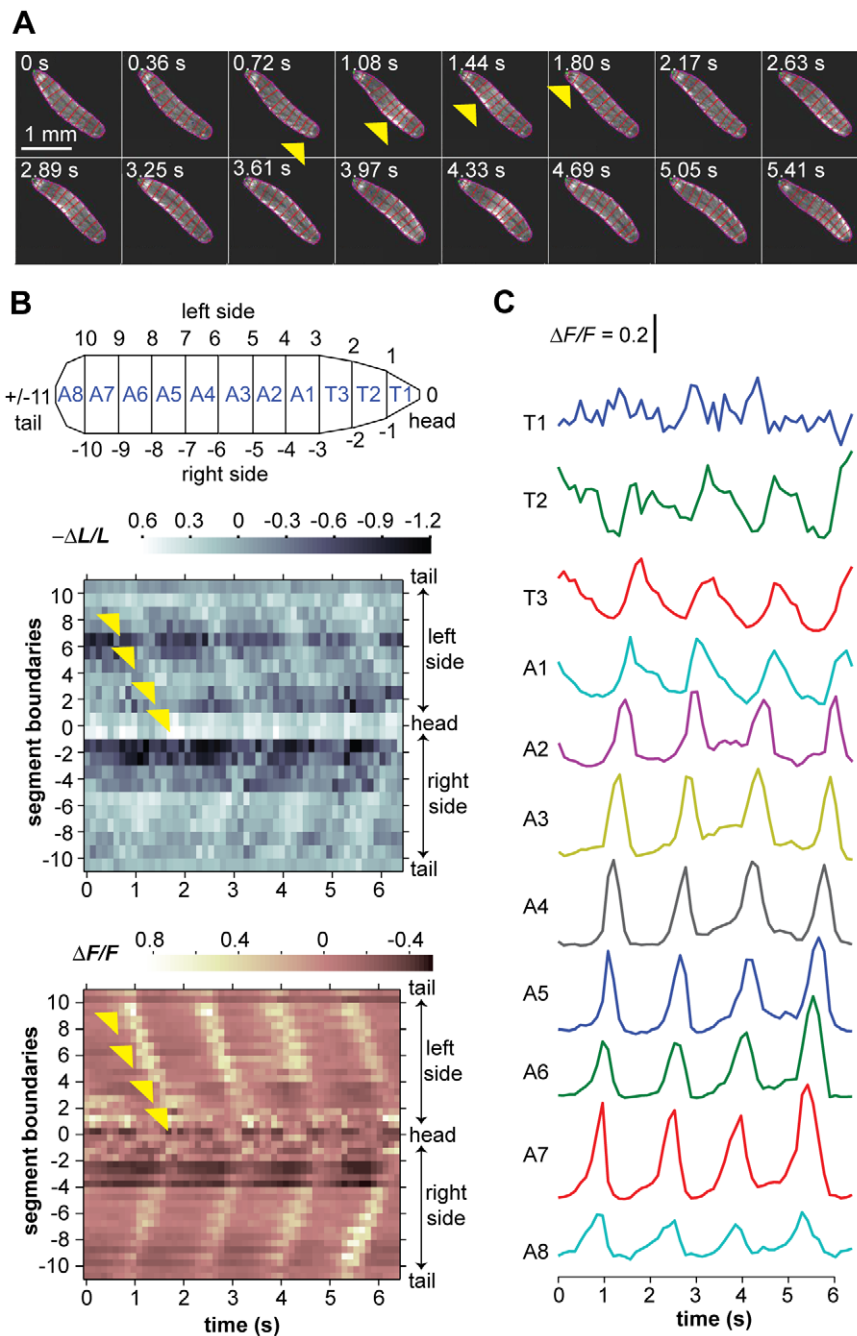 A
0 s 0.36 s 0.72 s 1.08 s 1.44 s 1.80 s 2.17 s 2.63 s
1 mm
2.89 s 3.25 s 3.61 s 3.97 s 4.33 s 4.69 s 5.05 s 5.41 s
B
left side
10 9 8 7 6 5 4 3 2 1
+/-11 A8 A7 A6 A5 A4 A3 A2 A1 T3 T2 T1 0
tail head
-10 -9 -8 -7 -6 -5 -4 -3 -2 -1
right side
0.6 0.3 0 -0.3 -0.6 -0.9 -1.2
−ΔL/L
tail
10
8
6
4
2
0
-2
-4
-6
-8
-10
segment boundaries
left
side
head
right
side
tail
0 1 2 3 4 5 6
ΔF/F 0.8 0.4 0 -0.4
tail
10
8
6
4
2
0
-2
-4
-6
-8
-10
segment boundaries
left
side
head
right
side
tail
0 1 2 3 4 5 6
time (s)
C
ΔF/F = 0.2
T1
T2
T3
A1
A2
A3
A4
A5
A6
A7
A8
0 1 2 3 4 5 6
time (s)